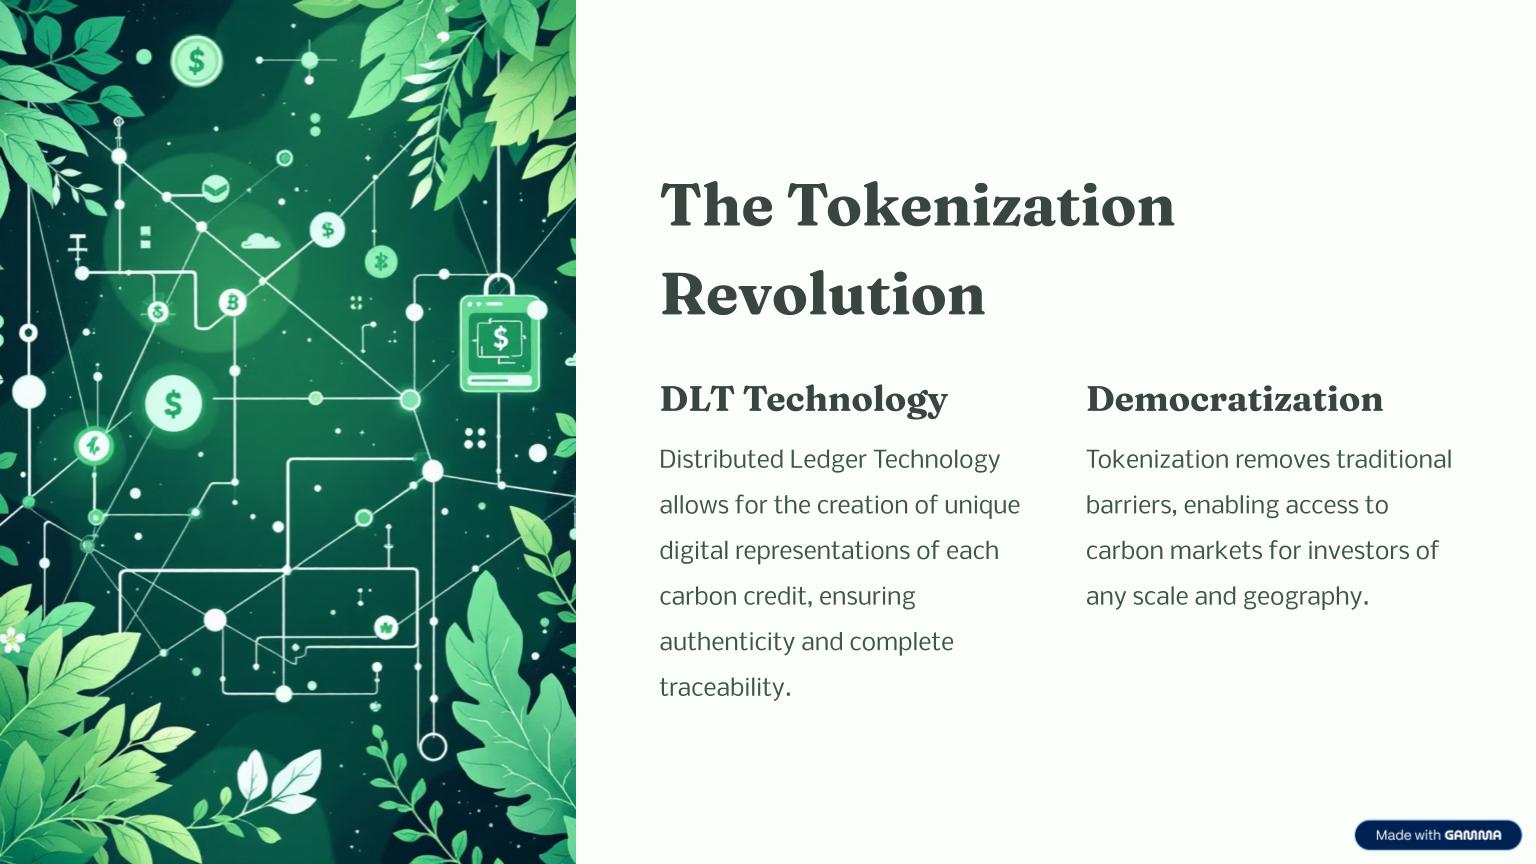 The Tokenization
Revolution
DLT Technology
Distributed Ledger Technology
allows for the creation of unique
digital representations of each
carbon credit, ensuring
authenticity and complete
traceability.
Democratization
Tokenization removes traditional
barriers, enabling access to
carbon markets for investors of
any scale and geography.
Made with GAMMA